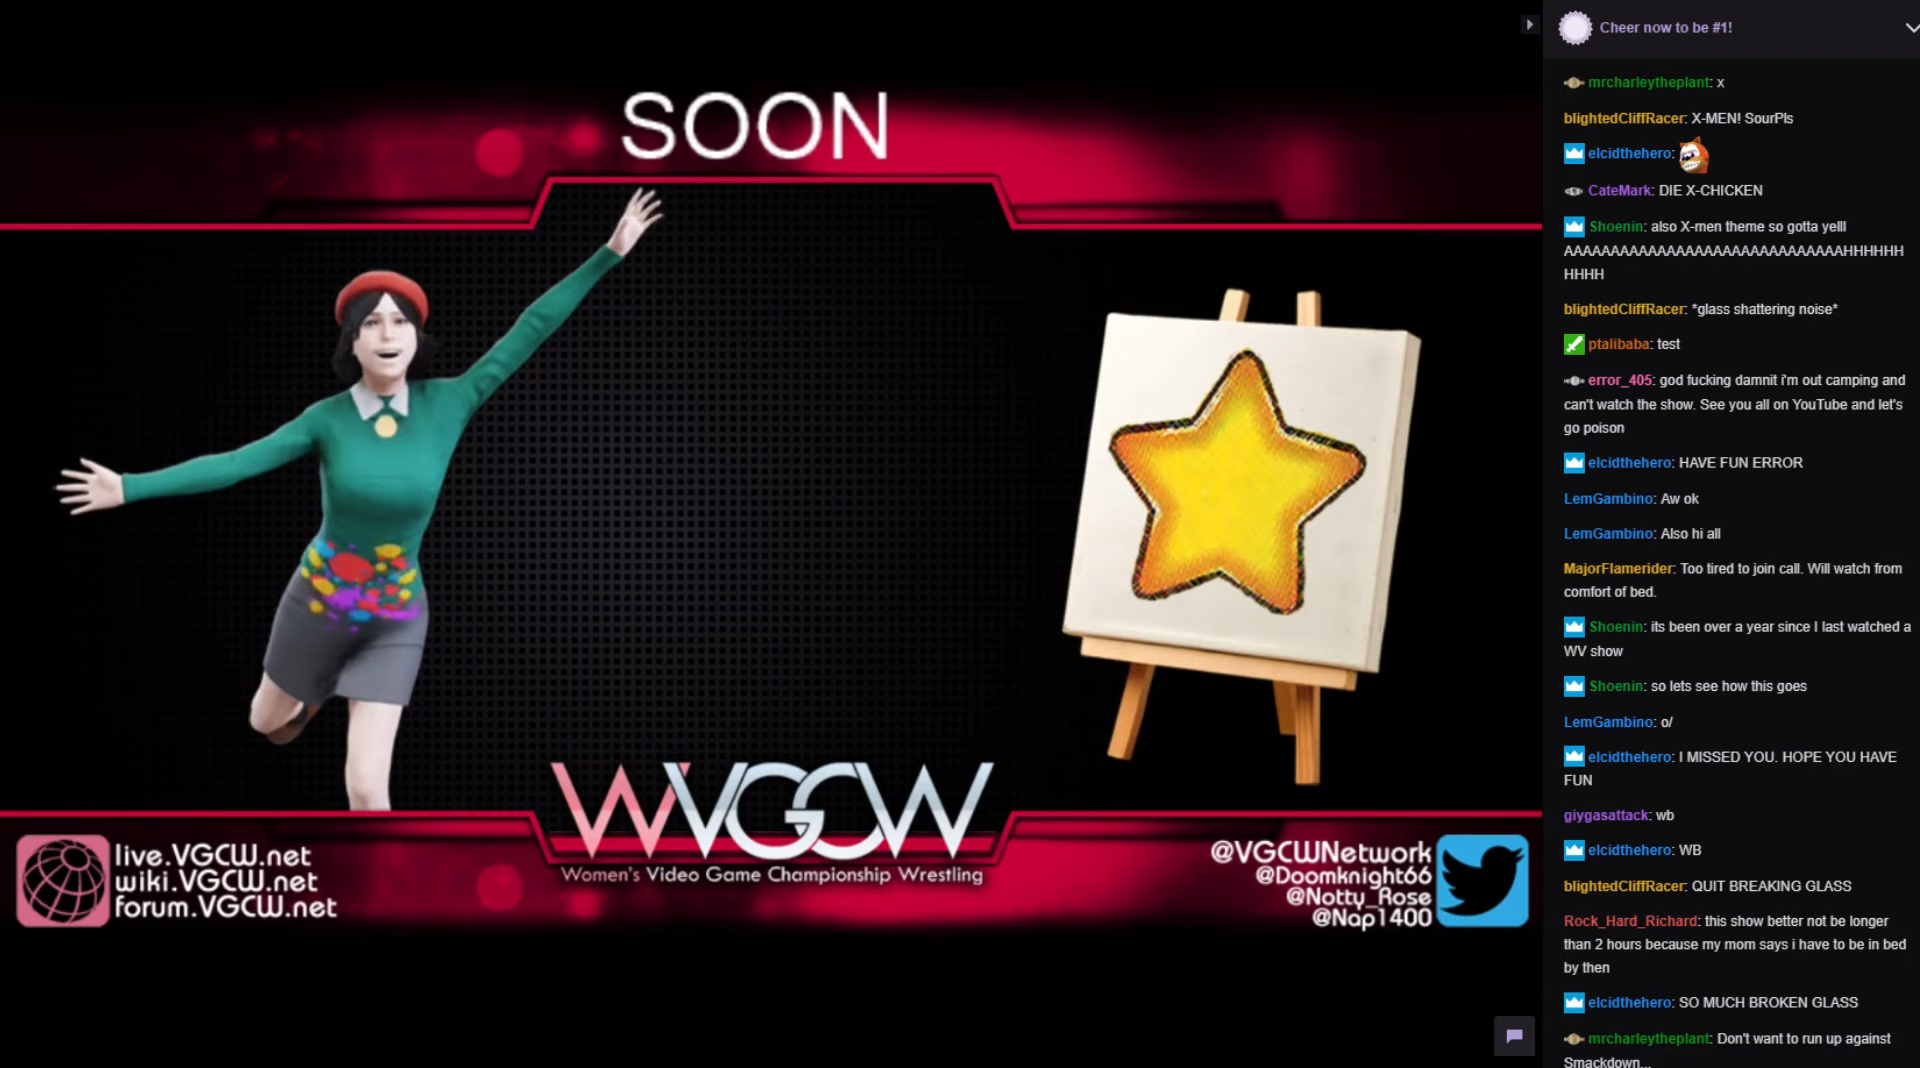 SOON
WVGCW
Women's Video Game Championship Wrestling
live.VGCW.net
wiki.VGCW.net
forum.VGCW.net
@VGCWNetwork
@Doomknight66
@Notty_Rose
@Nap1400
Cheer now to be #1!
mrcharleytheplant: x
blightedCliffRacer: X-MEN! SourPls
elcidthehero:
CateMark: DIE X-CHICKEN
Shoenin: also X-men theme so gotta yelll
AAAAAAAAAAAAAAAAAAAAAAAAAAAAAAHHHHHH
HHHH
blightedCliffRacer: *glass shattering noise*
ptalibaba: test
error_405: god fucking damnit i'm out camping and
can't watch the show. See you all on YouTube and let's
go poison
elcidthehero: HAVE FUN ERROR
LemGambino: Aw ok
LemGambino: Also hi all
MajorFlamerider: Too tired to join call. Will watch from
comfort of bed.
Shoenin: its been over a year since I last watched a
WV show
Shoenin: so lets see how this goes
LemGambino: o/
elcidthehero: I MISSED YOU. HOPE YOU HAVE
FUN
giygasattack: wb
elcidthehero: WB
blightedCliffRacer: QUIT BREAKING GLASS
Rock_Hard_Richard: this show better not be longer
than 2 hours because my mom says i have to be in bed
by then
elcidthehero: SO MUCH BROKEN GLASS
mrcharleytheplant: Don't want to run up against
Smackdown...